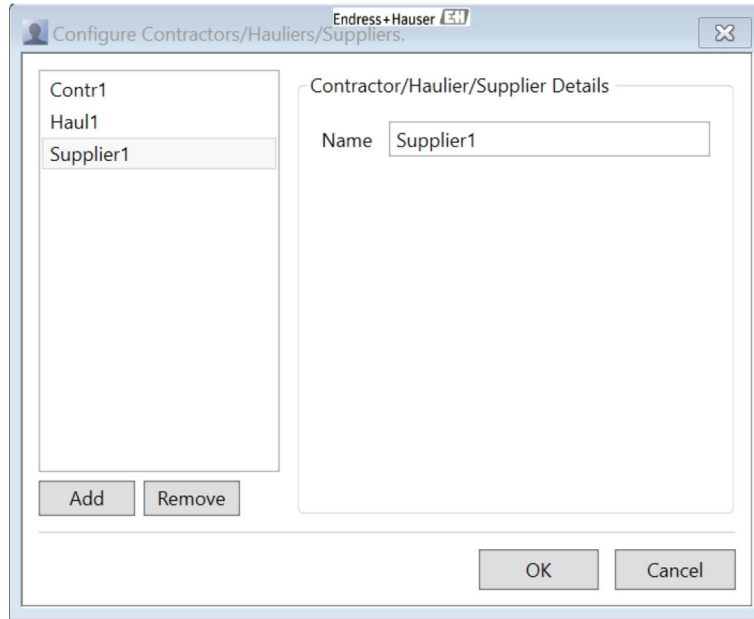 Endress+Hauser EH
Configure Contractors/Hauliers/Suppliers.
Contr1
Haul1
Supplier1
Contractor/Haulier/Supplier Details
Name Supplier1
Add Remove
OK Cancel